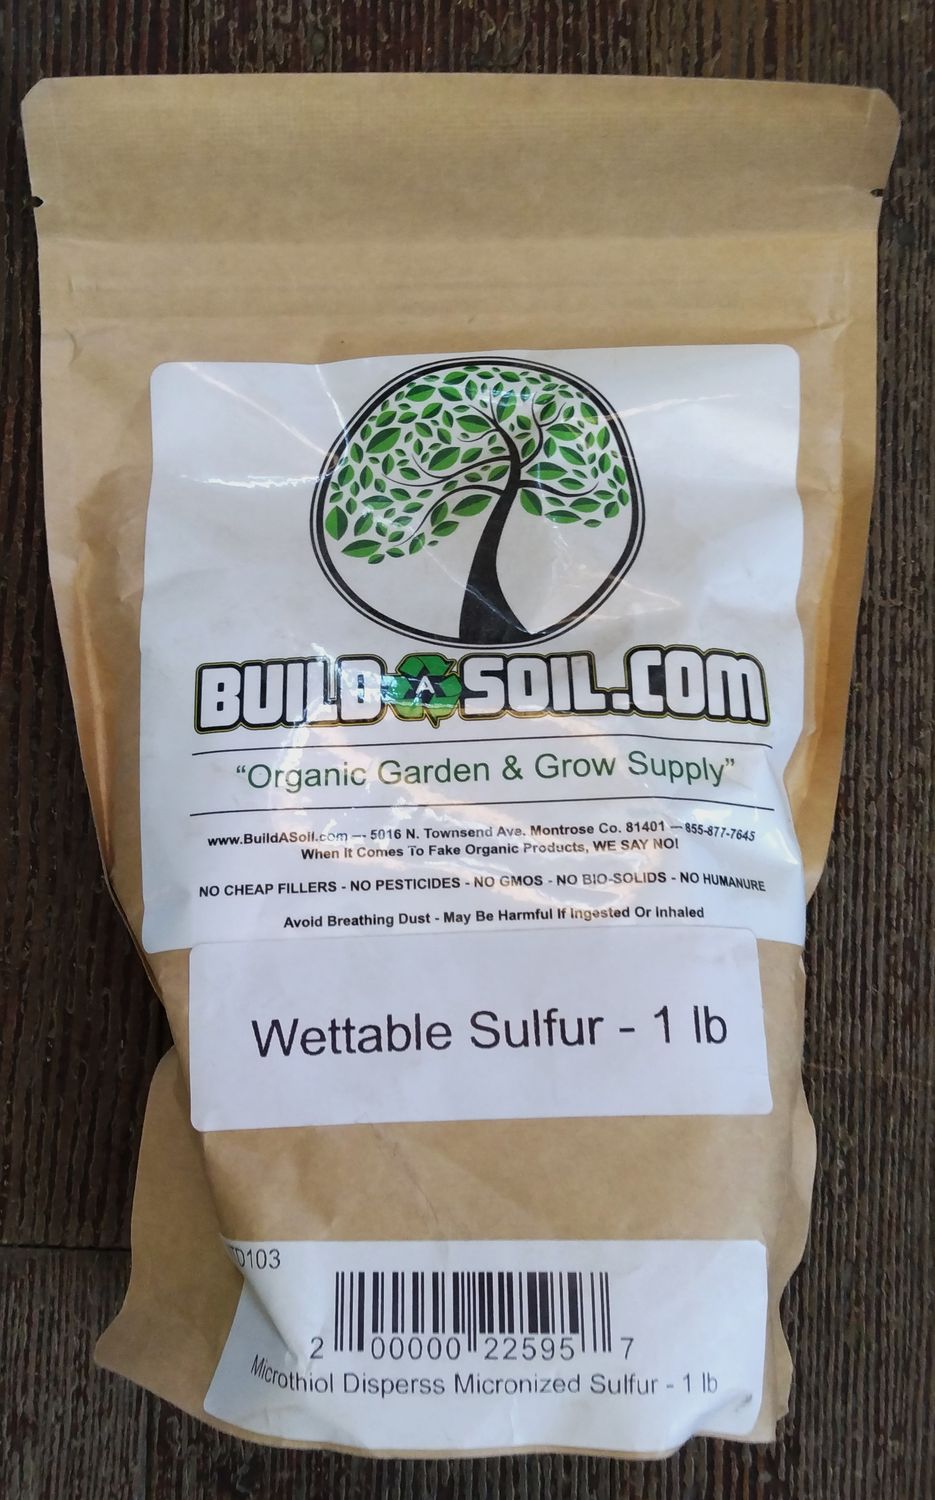 BUILD A SOIL.COM
“Organic Garden & Grow Supply”
www.BuildASoil.com — 5016 N. Townsend Ave. Montrose Co. 81401 — 855-877-7645
When It Comes To Fake Organic Products, WE SAY NO!
NO CHEAP FILLERS - NO PESTICIDES - NO GMOS - NO BIO-SOLIDS - NO HUMANURE
Avoid Breathing Dust - May Be Harmful If Ingested Or Inhaled
Wettable Sulfur - 1 lb
2 00000 22595 7
Microthiol Disperss Micronized Sulfur - 1 lb